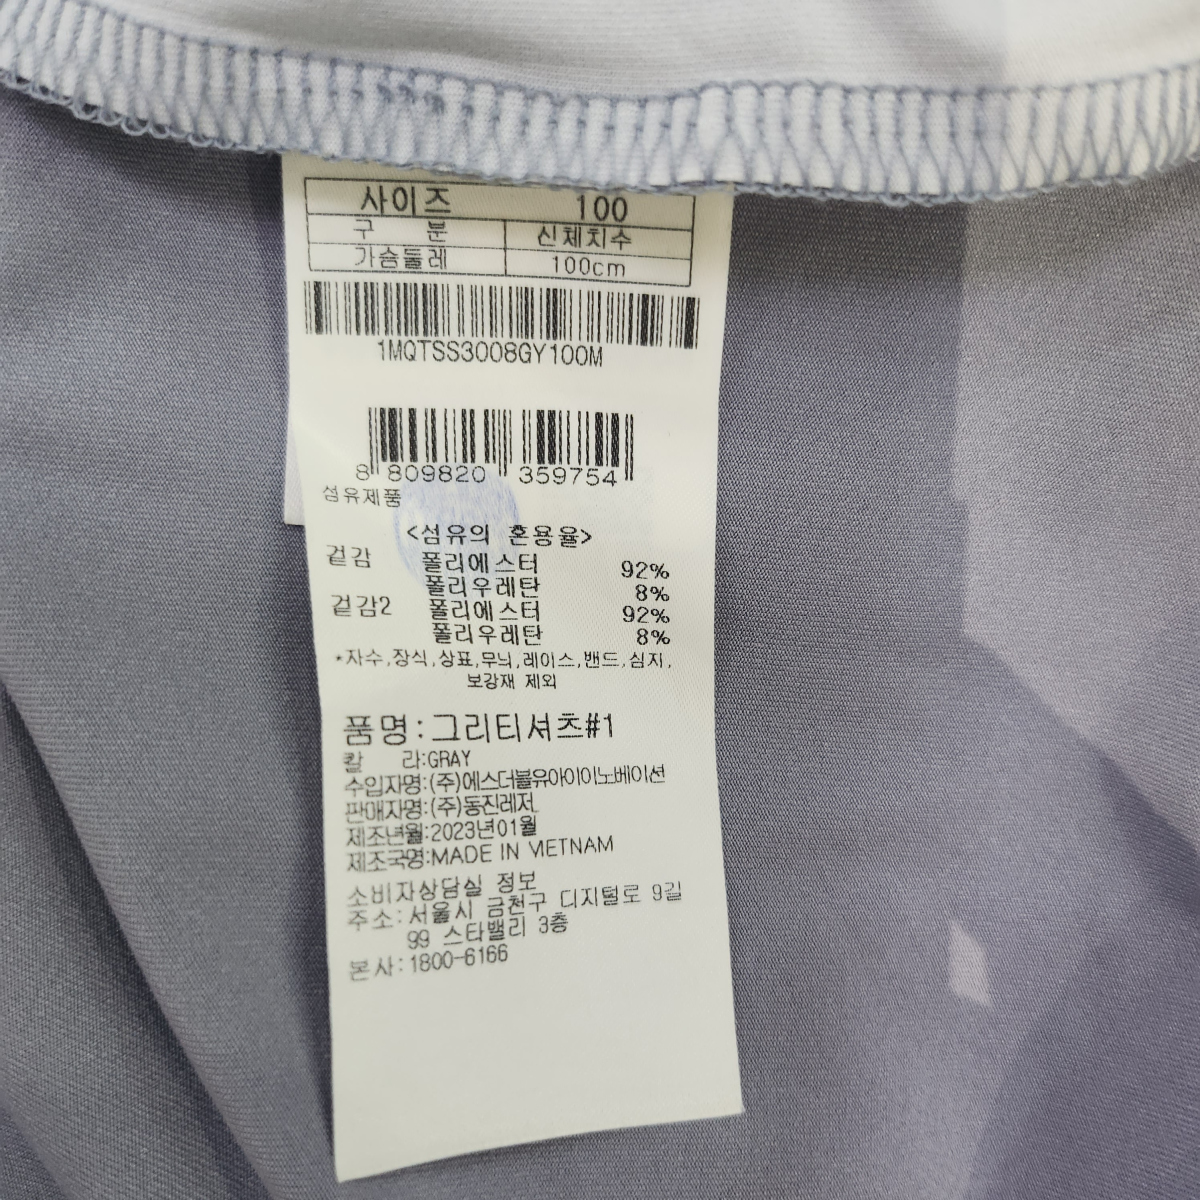 사이즈 100
구 분 신체치수
가슴둘레 100cm
1MQTSS3008GY100M
8 809820 359754
섬유제품
<섬유의 혼용율>
겉감 폴리에스터 92%
폴리우레탄 8%
겉감2 폴리에스터 92%
폴리우레탄 8%
*자수,장식,상표,무늬,레이스,밴드,심지,
보강재 제외
품명:그리티셔츠#1
칼 라:GRAY
수입자명:(주)에스더블유아이이노베이션
판매자명:(주)동진레저
제조년월:2023년01월
제조국명:MADE IN VIETNAM
소비자상담실 정보
주소:서울시 금천구 디지털로 9길
99 스타밸리 3층
본사:1800-6166